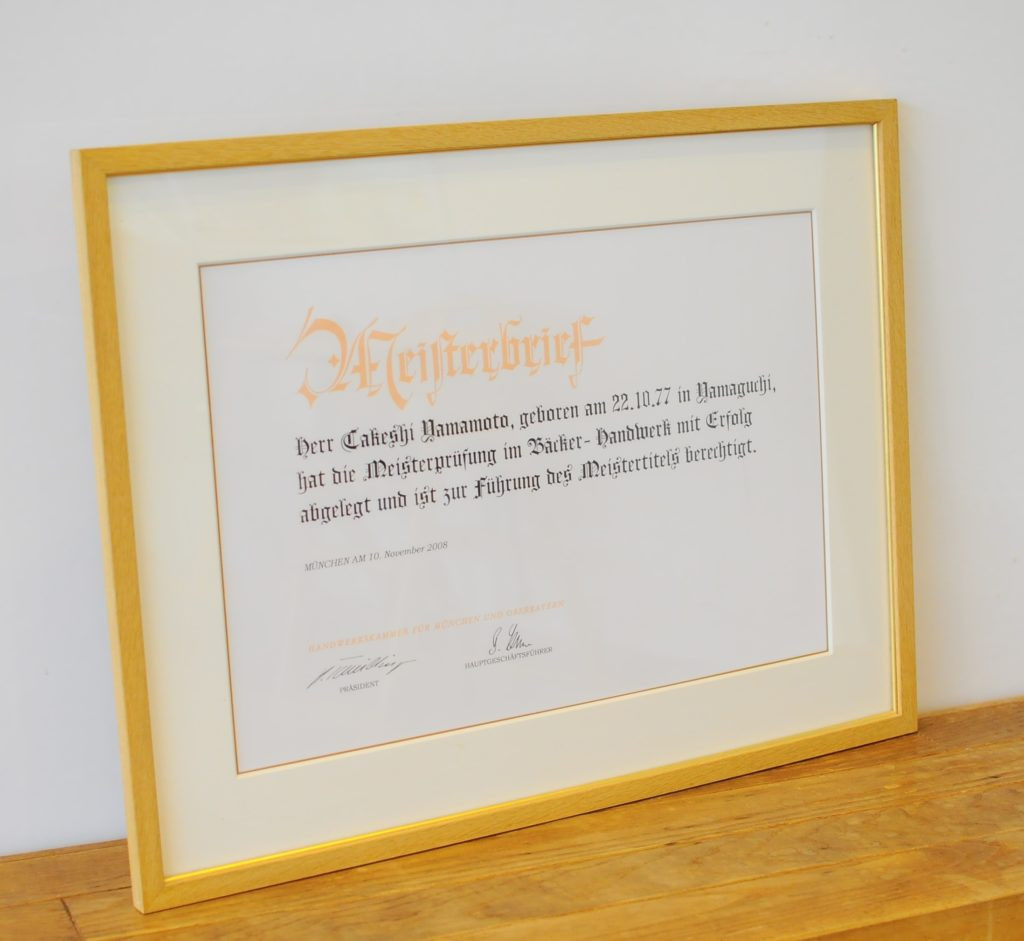 Meisterbrief
Herr Takeshi Yamamoto, geboren am 22.10.77 in Yamaguchi,
hat die Meisterprüfung im Bäcker-Handwerk mit Erfolg
abgelegt und ist zur Führung des Meistertitels berechtigt.
MÜNCHEN AM 10. November 2008
HANDWERKSKAMMER FÜR MÜNCHEN UND OBERBAYERN
PRÄSIDENT
HAUPTGESCHÄFTSFÜHRER